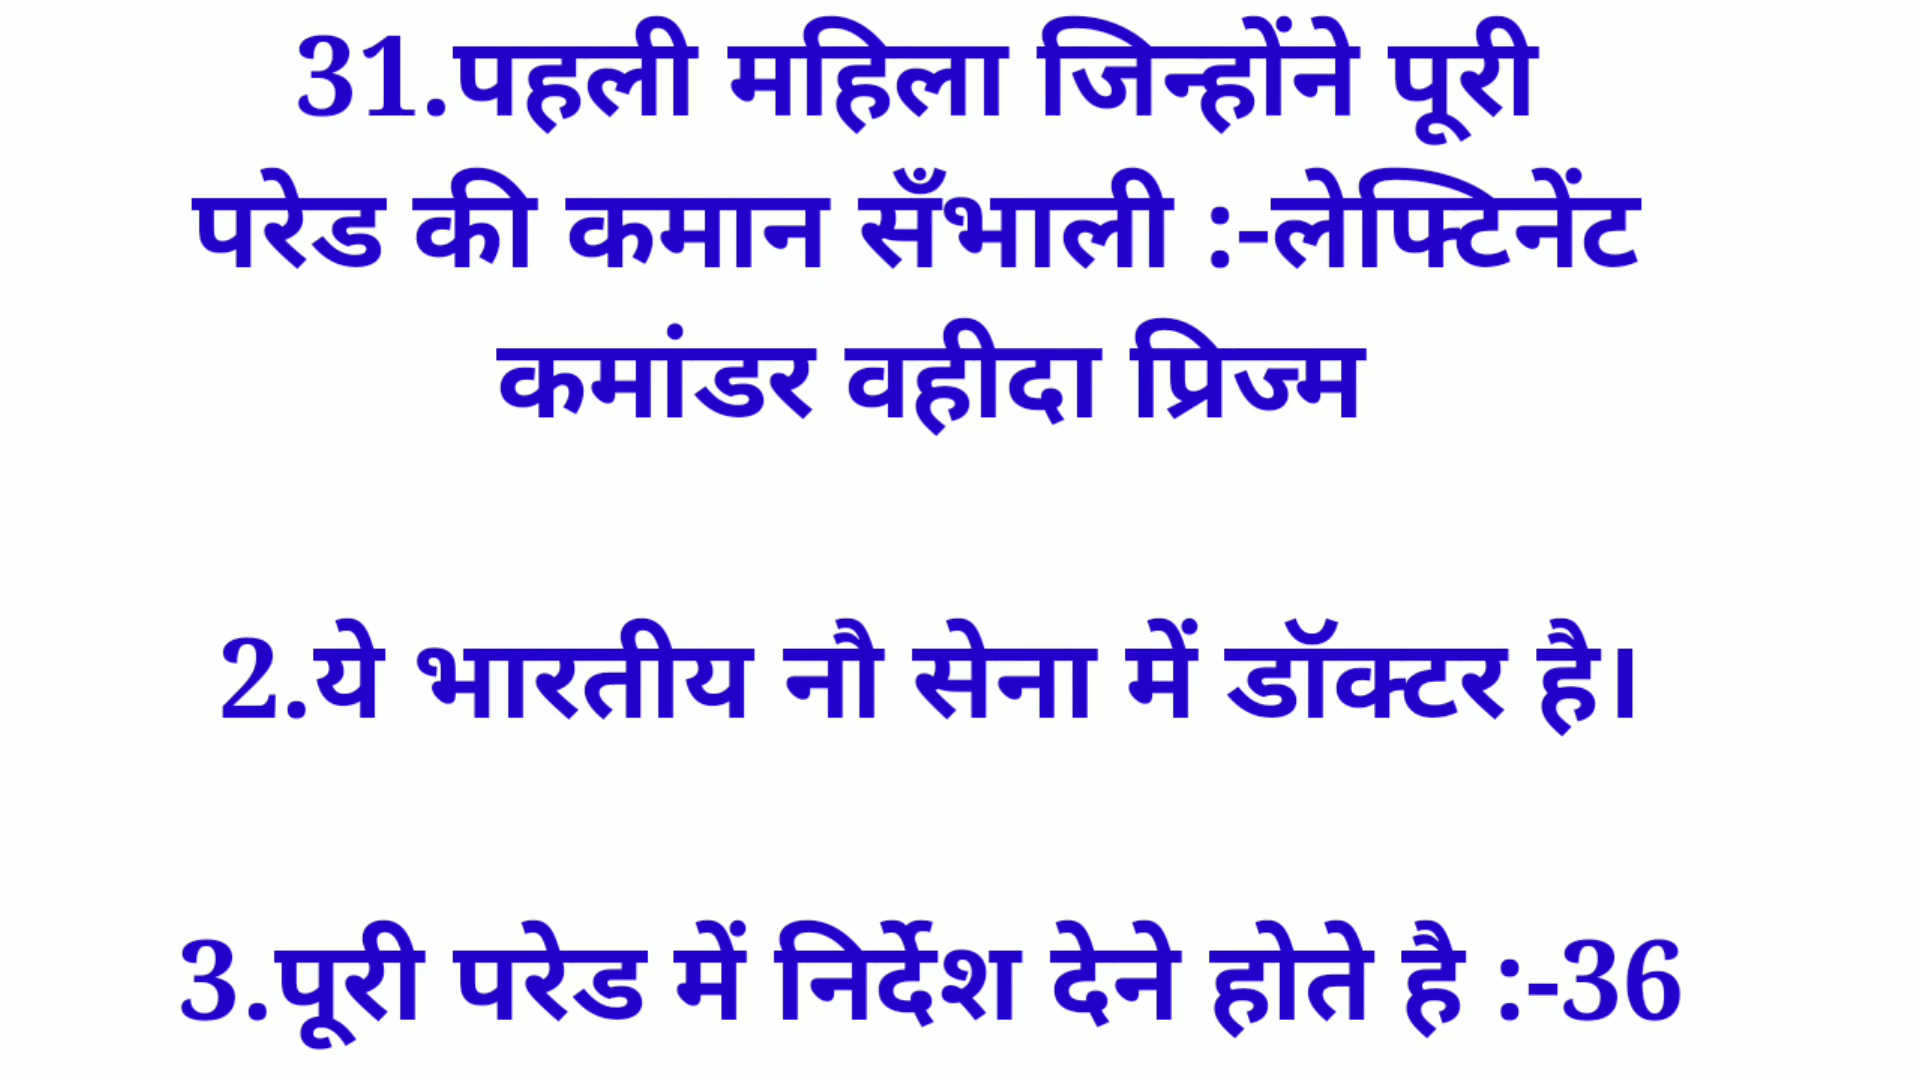 31.पहली महिला जिन्होंने पूरी
परेड की कमान सँभाली :-लेफ्टिनेंट
कमांडर वहीदा प्रिज्म
2.ये भारतीय नौ सेना में डॉक्टर है।
3.पूरी परेड में निर्देश देने होते है :-36